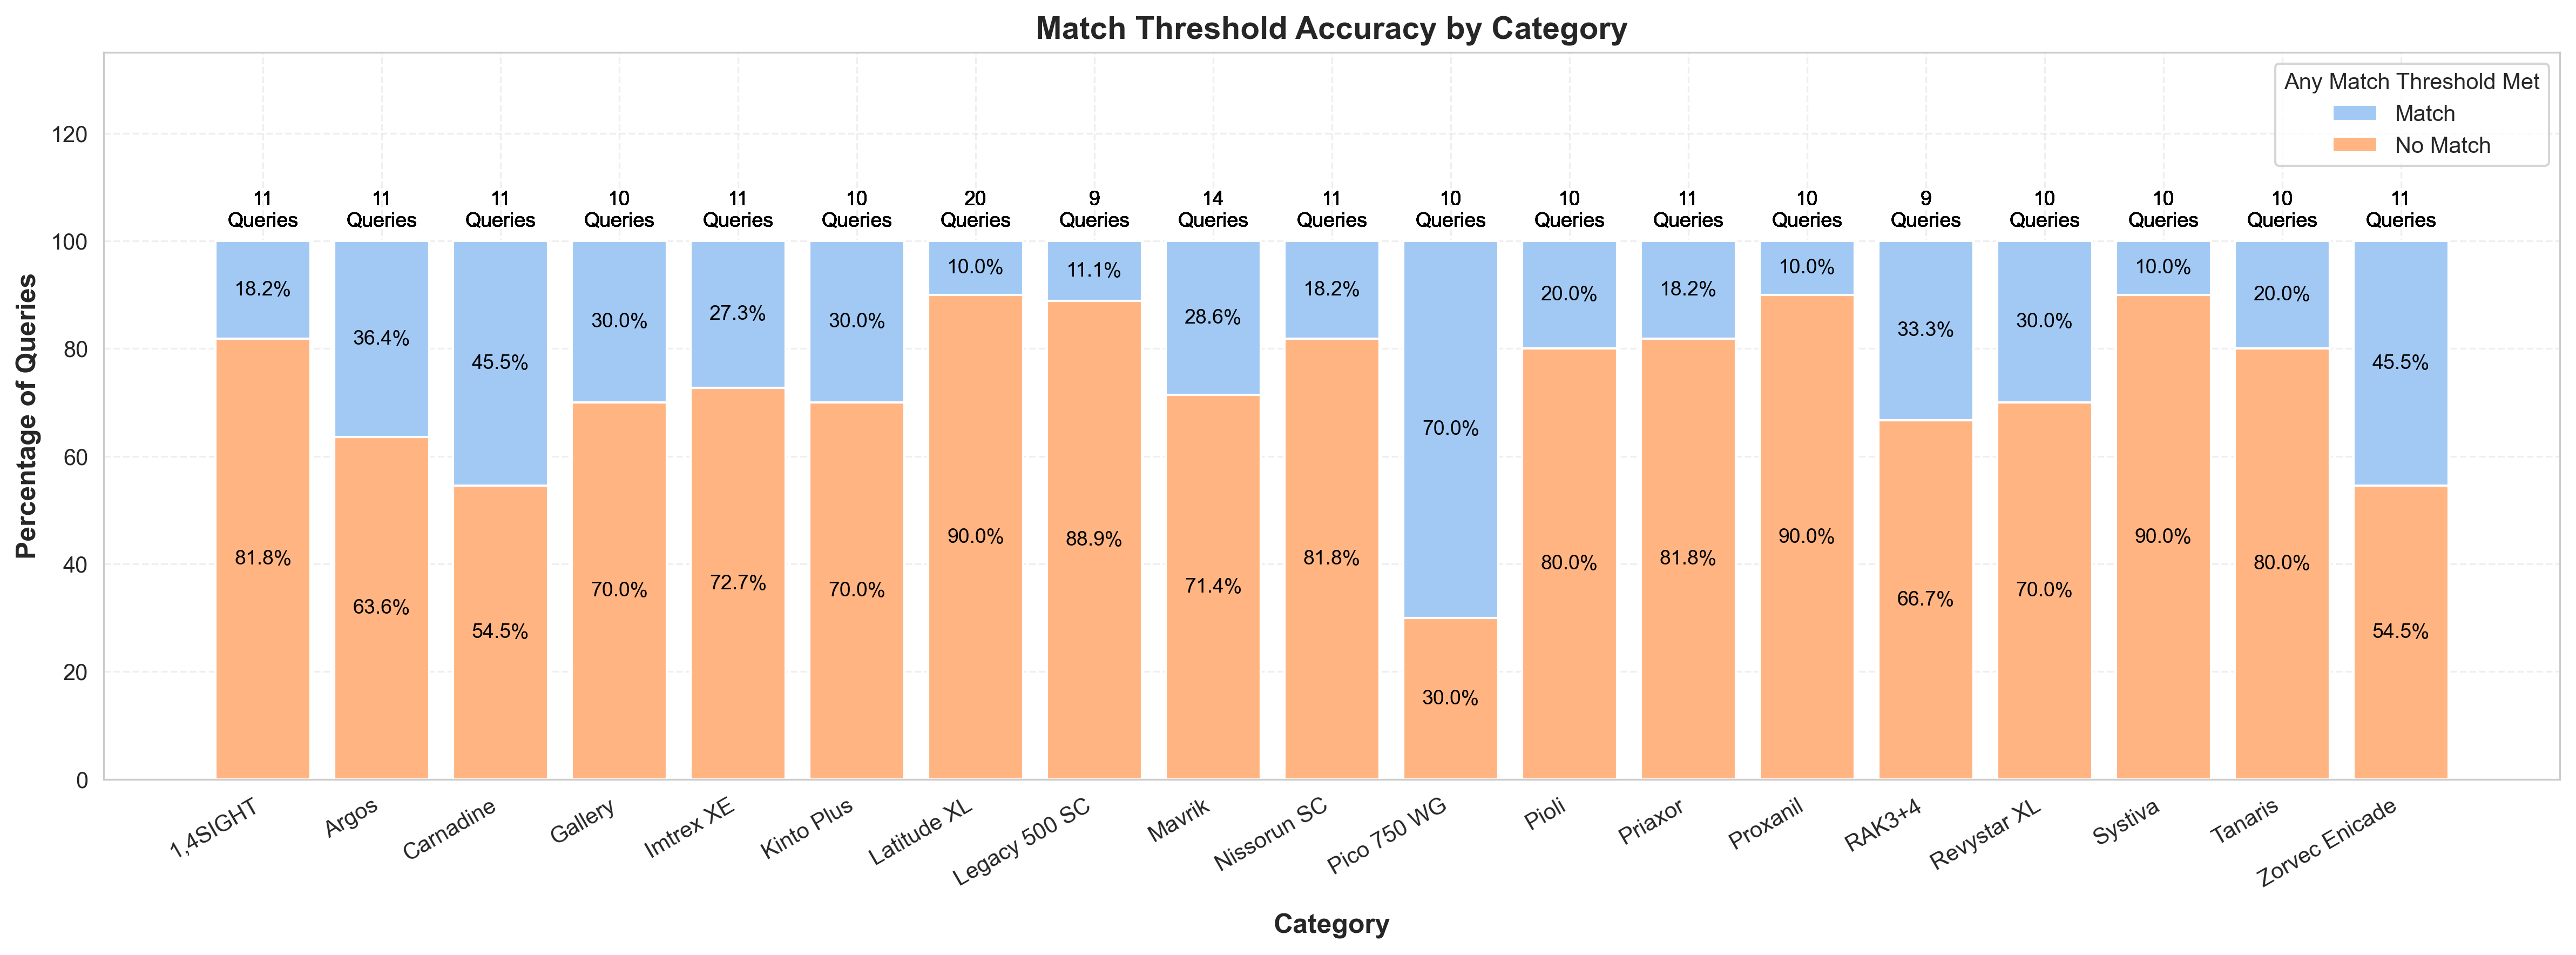 Match Threshold Accuracy by Category
Any Match Threshold Met
Match
No Match
Percentage of Queries
120
100
80
60
40
20
0
11
Queries
11
Queries
11
Queries
10
Queries
11
Queries
10
Queries
20
Queries
9
Queries
14
Queries
11
Queries
10
Queries
10
Queries
11
Queries
10
Queries
9
Queries
10
Queries
10
Queries
10
Queries
11
Queries
18.2%
36.4%
45.5%
30.0%
27.3%
30.0%
10.0%
11.1%
28.6%
18.2%
70.0%
20.0%
18.2%
10.0%
33.3%
30.0%
10.0%
20.0%
45.5%
81.8%
63.6%
54.5%
70.0%
72.7%
70.0%
90.0%
88.9%
71.4%
81.8%
30.0%
80.0%
81.8%
90.0%
66.7%
70.0%
90.0%
80.0%
54.5%
1,4SIGHT
Argos
Carnadine
Gallery
Imtrex XE
Kinto Plus
Latitude XL
Legacy 500 SC
Mavrik
Nissorun SC
Pico 750 WG
Pioli
Priaxor
Proxanil
RAK3+4
Revystar XL
Systiva
Tanaris
Zorvec Enicade
Category